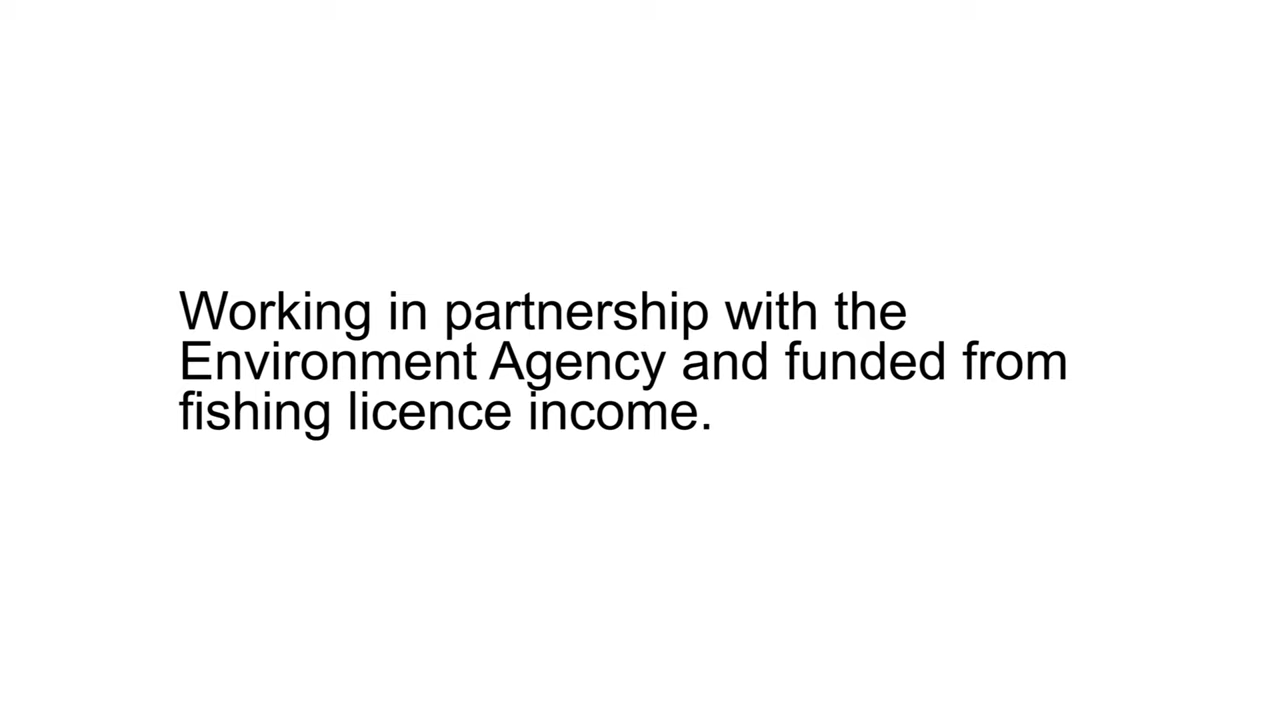 Working in partnership with the
Environment Agency and funded from
fishing licence income.